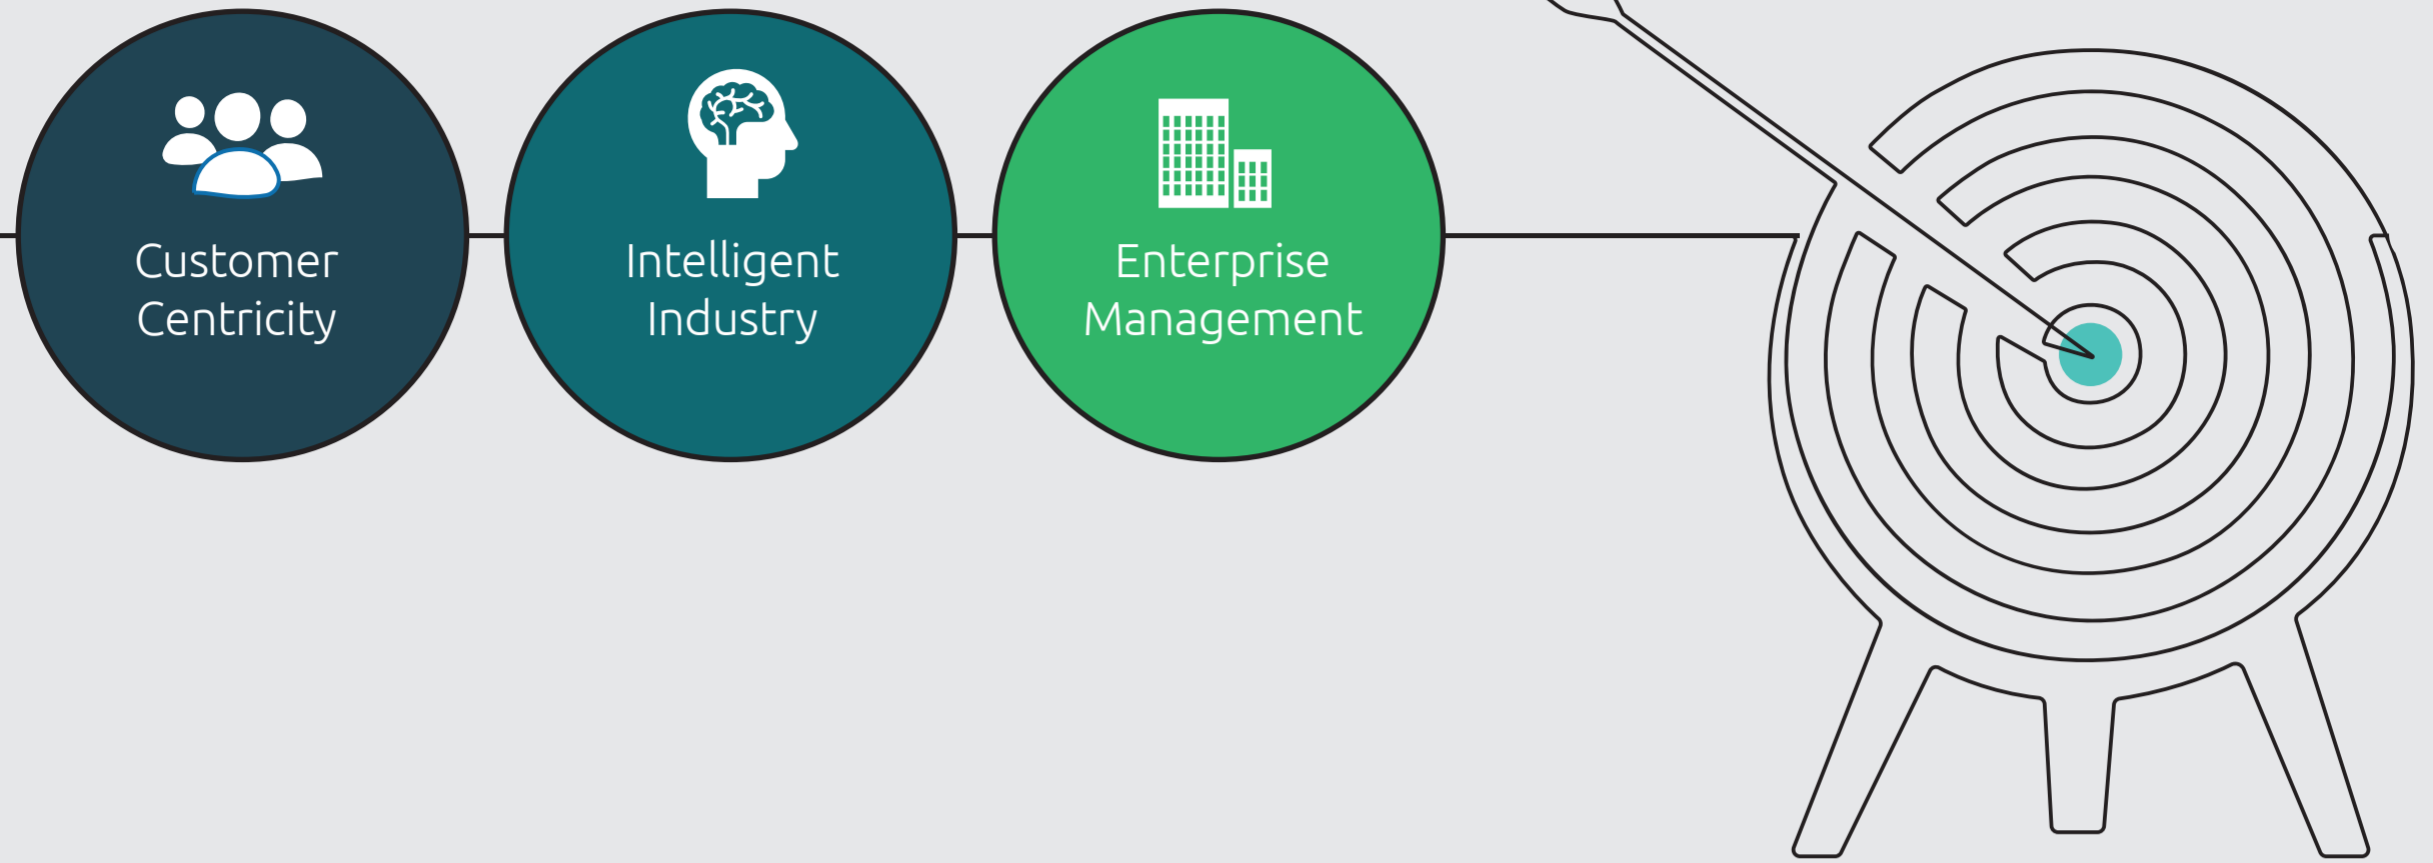 Customer
Centricity
Intelligent
Industry
Enterprise
Management